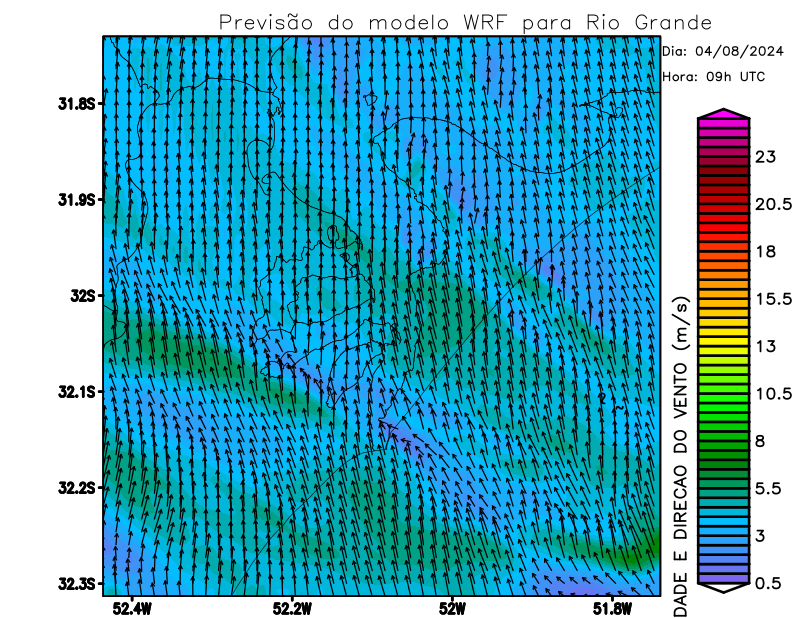 Previsão do modelo WRF para Rio Grande
Dia: 04/08/2024
Hora: 09h UTC
31.8S
31.9S
32S
32.1S
32.2S
32.3S
52.4W
52.2W
52W
51.8W
23
20.5
18
15.5
13
10.5
8
5.5
3
0.5
DADE E DIRECAO DO VENTO (m/s)